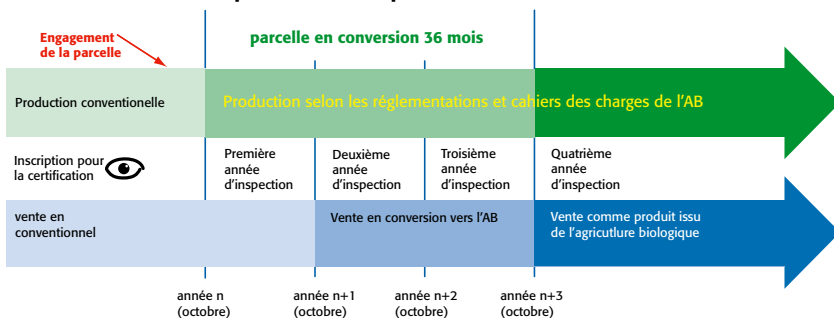 Engagement
de la parcelle
parcelle en conversion 36 mois
Production conventionelle
Production selon les réglementations et cahiers des charges de l'AB
Inscription pour
la certification
Première
année
d'inspection
Deuxième
année
d'inspection
Troisième
année
d'inspection
Quatrième
année
d'inspection
vente en
conventionnel
Vente en conversion vers l'AB
Vente comme produit issu
de l'agricutlure biologique
année n
(octobre)
année n+1
(octobre)
année n+2
(octobre)
année n+3
(octobre)